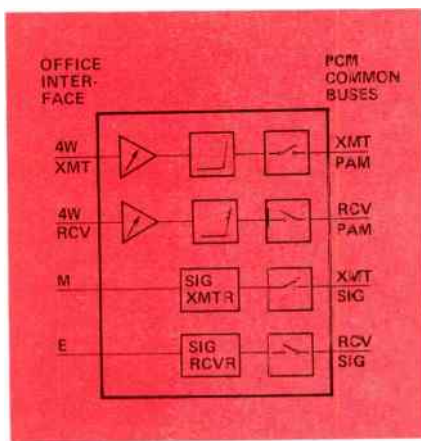 OFFICE
INTER-
FACE
PCM
COMMON
BUSES
4W
XMT
XMT
PAM
4W
RCV
RCV
PAM
M
SIG
XMTR
XMT
SIG
E
SIG
RCVR
RCV
SIG